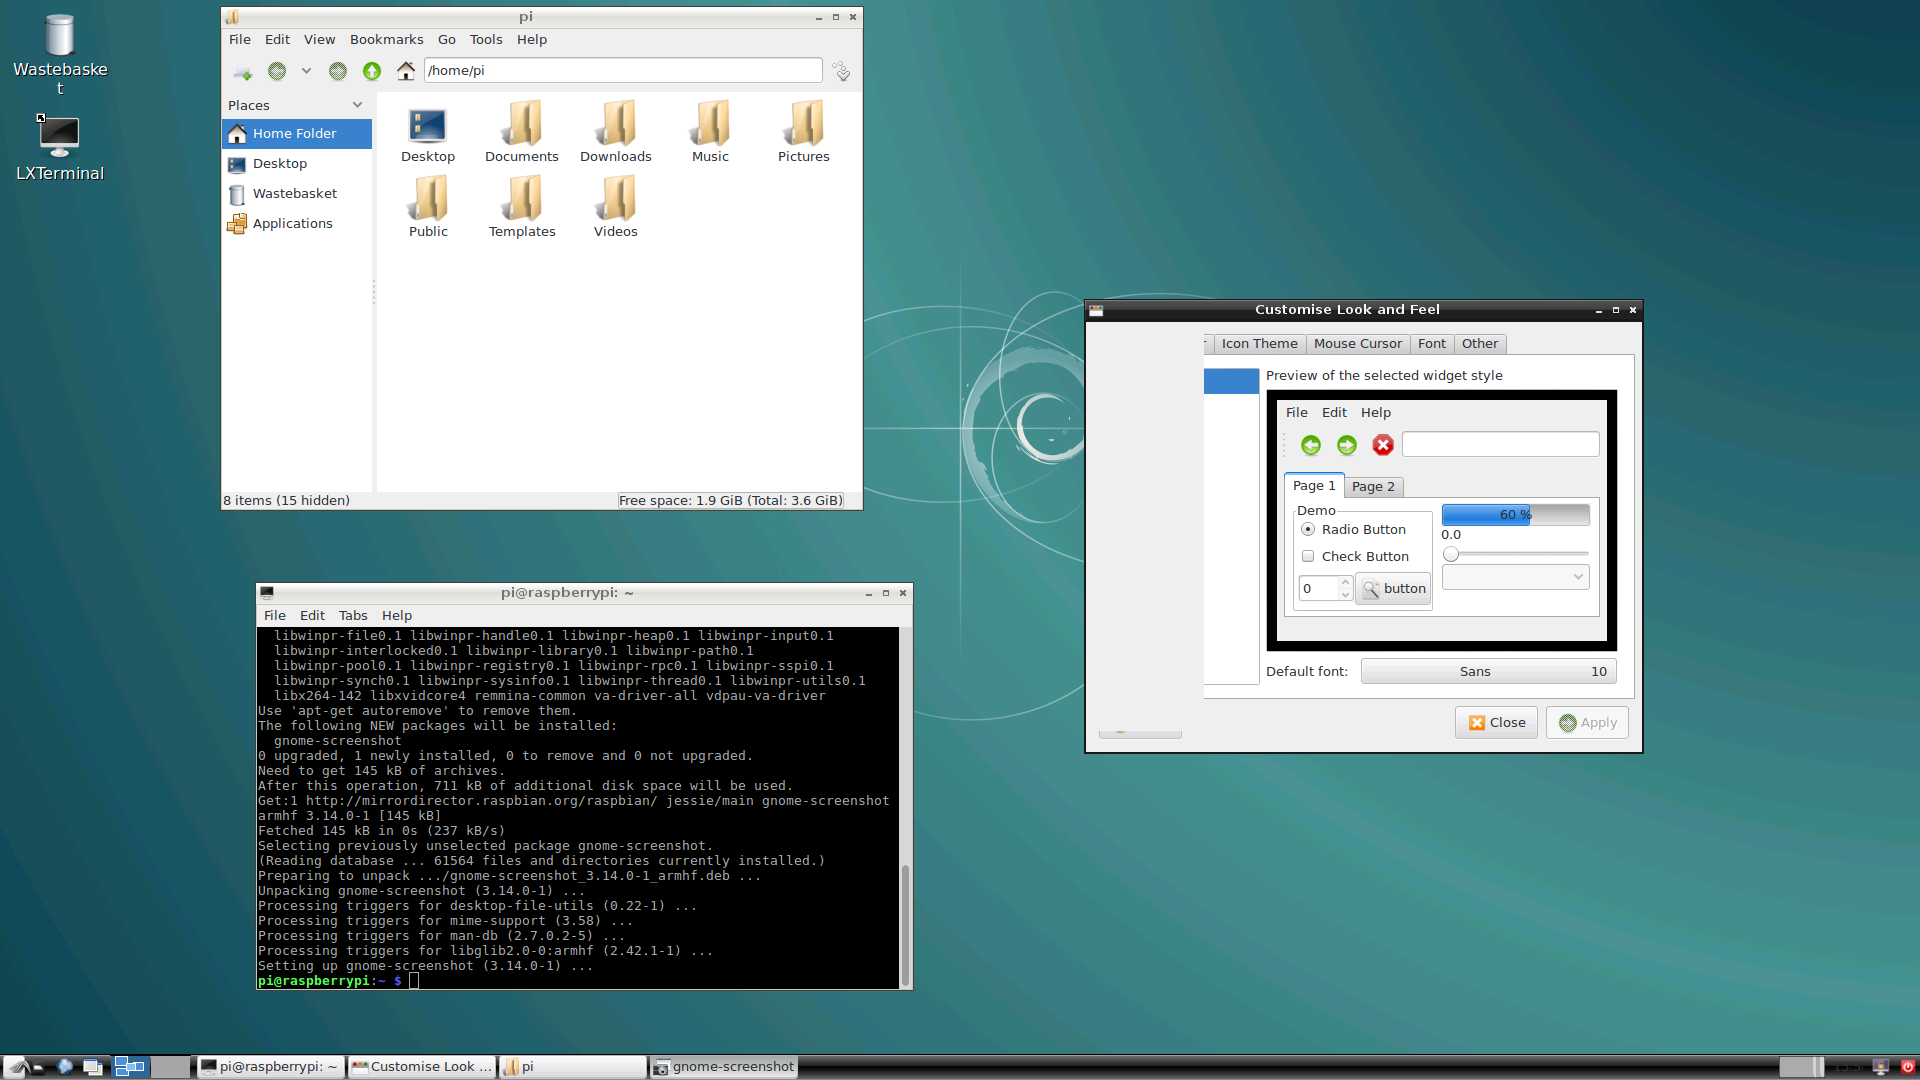 Wastebaske
t
LXTerminal
pi
File Edit View Bookmarks Go Tools Help
/home/pi
Places
Home Folder
Desktop
Wastebasket
Applications
Desktop Documents Downloads Music Pictures
Public Templates Videos
8 items (15 hidden) Free space: 1.9 GiB (Total: 3.6 GiB)
Customise Look and Feel
Icon Theme Mouse Cursor Font Other
Preview of the selected widget style
File Edit Help
Page 1 Page 2
Demo
60 %
Radio Button
0.0
Check Button
0 button
Default font: Sans 10
Close Apply
pi@raspberrypi: ~
File Edit Tabs Help
libwinpr-file0.1 libwinpr-handle0.1 libwinpr-heap0.1 libwinpr-input0.1
libwinpr-interlocked0.1 libwinpr-library0.1 libwinpr-path0.1
libwinpr-pool0.1 libwinpr-registry0.1 libwinpr-rpc0.1 libwinpr-sspi0.1
libwinpr-synch0.1 libwinpr-sysinfo0.1 libwinpr-thread0.1 libwinpr-utils0.1
libx264-142 libxvidcore4 remmina-common va-driver-all vdpau-va-driver
Use 'apt-get autoremove' to remove them.
The following NEW packages will be installed:
gnome-screenshot
0 upgraded, 1 newly installed, 0 to remove and 0 not upgraded.
Need to get 145 kB of archives.
After this operation, 711 kB of additional disk space will be used.
Get:1 http://mirrordirector.raspbian.org/raspbian/ jessie/main gnome-screenshot
armhf 3.14.0-1 [145 kB]
Fetched 145 kB in 0s (237 kB/s)
Selecting previously unselected package gnome-screenshot.
(Reading database ... 61564 files and directories currently installed.)
Preparing to unpack .../gnome-screenshot_3.14.0-1_armhf.deb ...
Unpacking gnome-screenshot (3.14.0-1) ...
Processing triggers for desktop-file-utils (0.22-1) ...
Processing triggers for mime-support (3.58) ...
Processing triggers for man-db (2.7.0.2-5) ...
Processing triggers for libglib2.0-0:armhf (2.42.1-1) ...
Setting up gnome-screenshot (3.14.0-1) ...
pi@raspberrypi:~ $
pi@raspberrypi: ~ Customise Look ... pi gnome-screenshot